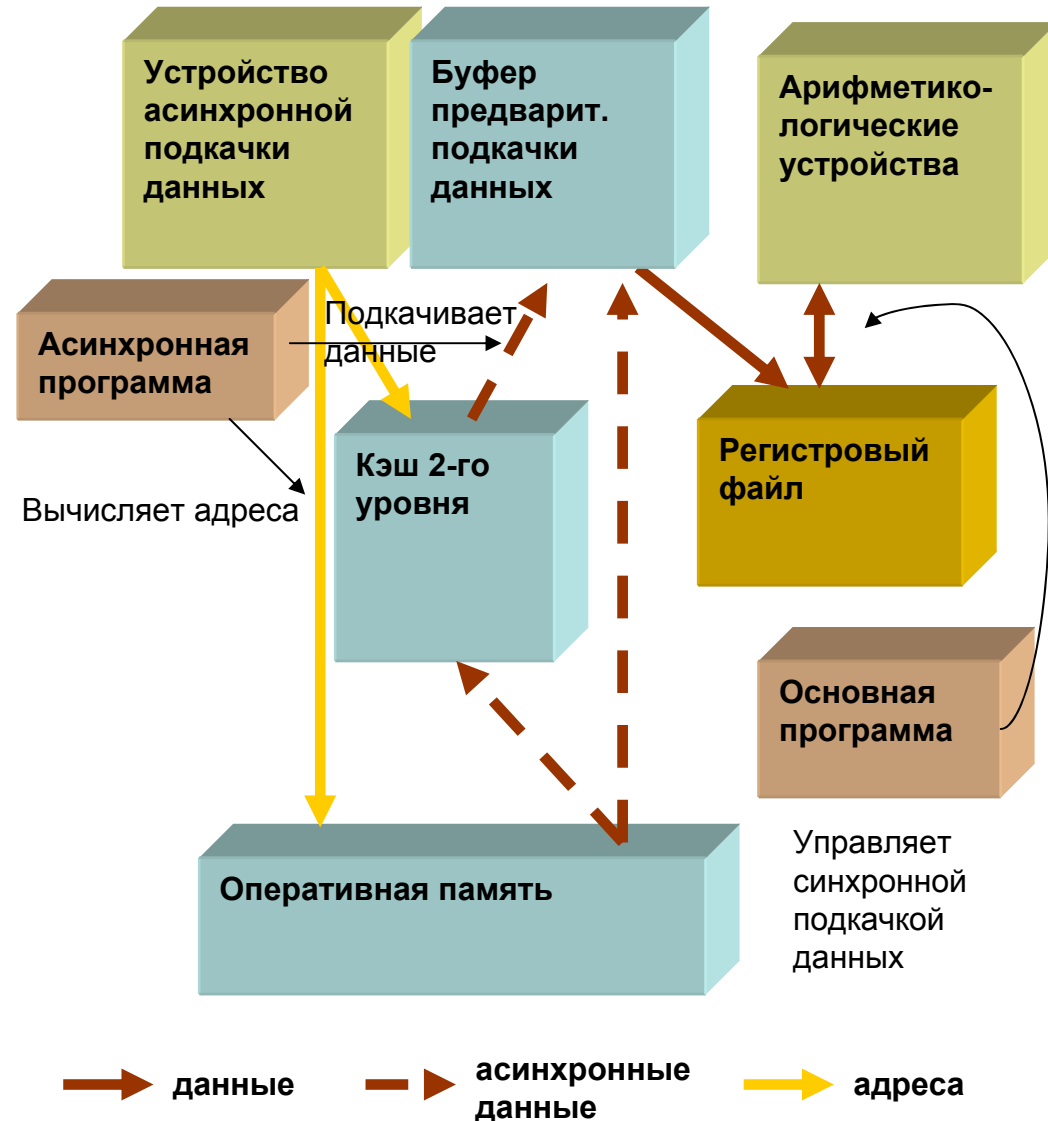 Устройство
асинхронной
подкачки
данных
Буфер
предварит.
подкачки
данных
Арифметико-
логические
устройства
Асинхронная
программа
Подкачивает
данные
Вычисляет адреса
Кэш 2-го
уровня
Регистровый
файл
Основная
программа
Оперативная память
Управляет
синхронной
подкачкой
данных
данные
асинхронные
данные
адреса